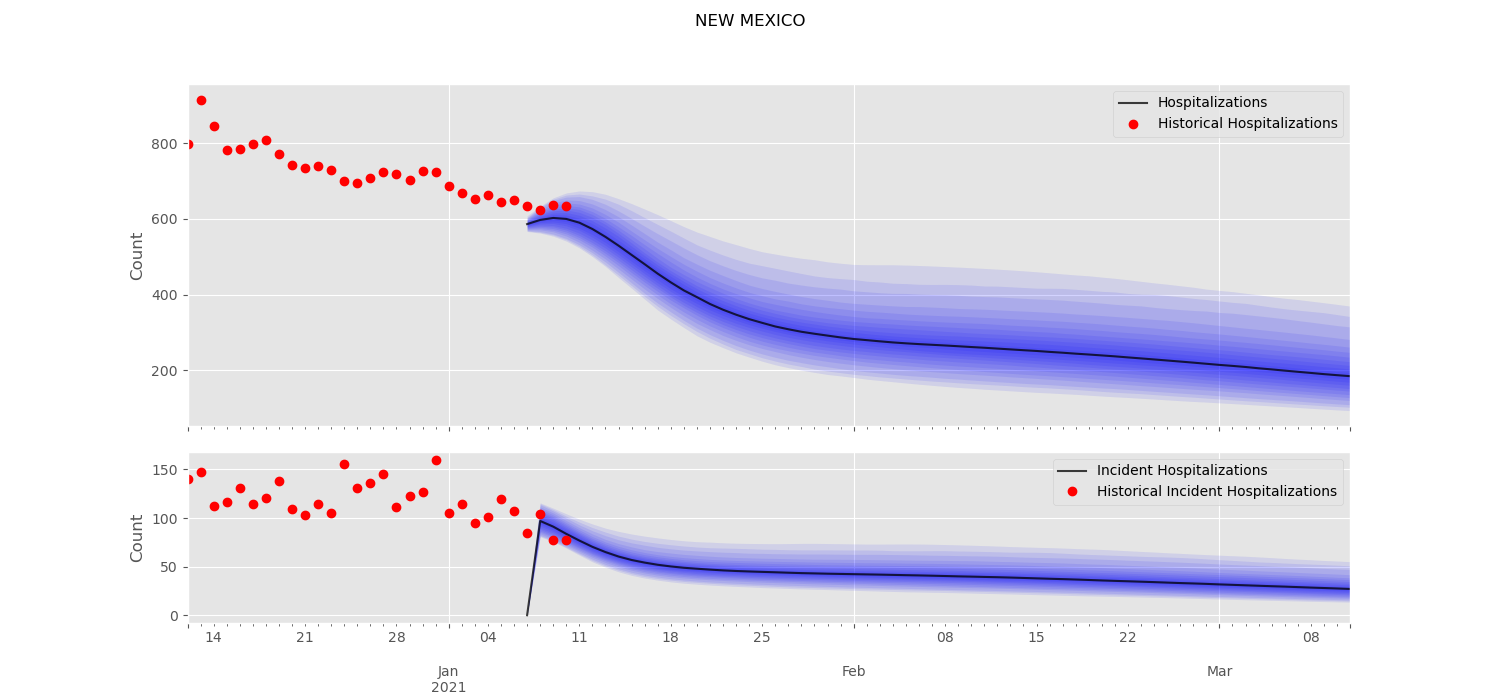 NEW MEXICO
Hospitalizations
Historical Hospitalizations
Count
800
600
400
200
Incident Hospitalizations
Historical Incident Hospitalizations
Count
150
100
50
0
14 21 28 04 11 18 25 08 15 22 08
Jan Feb Mar
2021